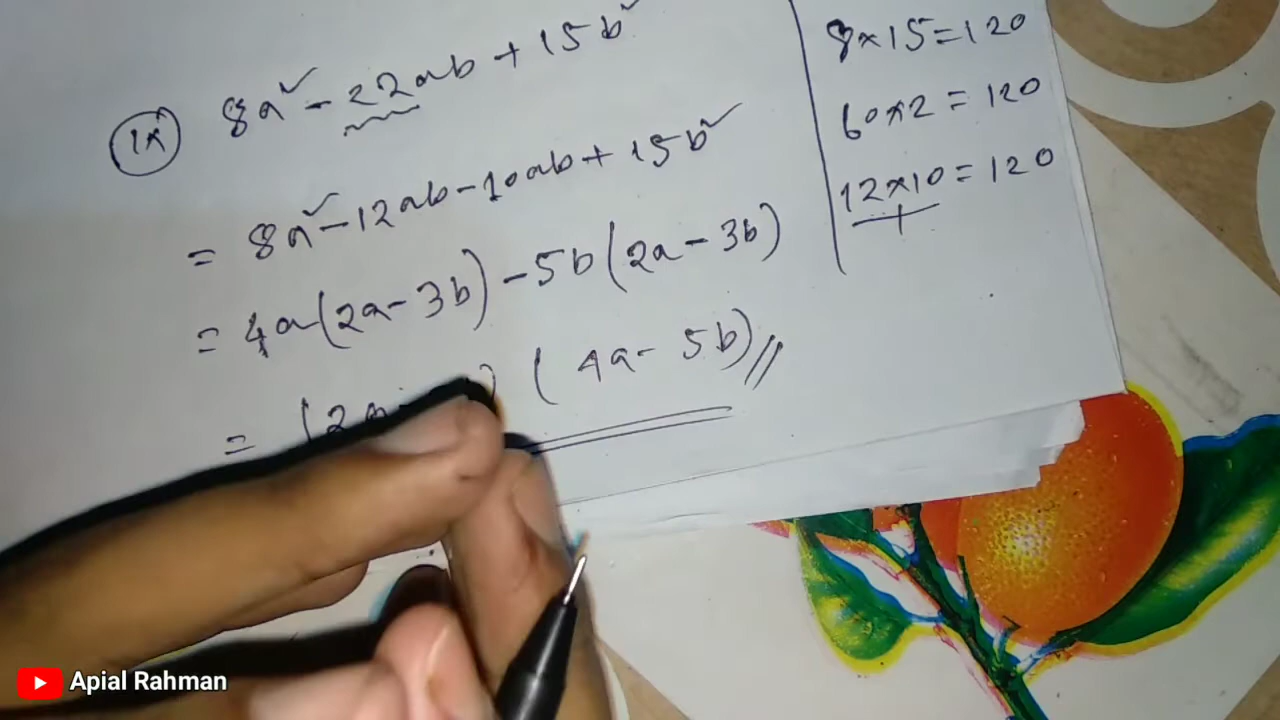 (ix) 8a² - 22ab + 15b²
= 8a² - 12ab - 10ab + 15b²
= 4a(2a - 3b) - 5b(2a - 3b)
= (2a ) (4a - 5b)//
8×15=120
60×2=120
12×10=120
Apial Rahman